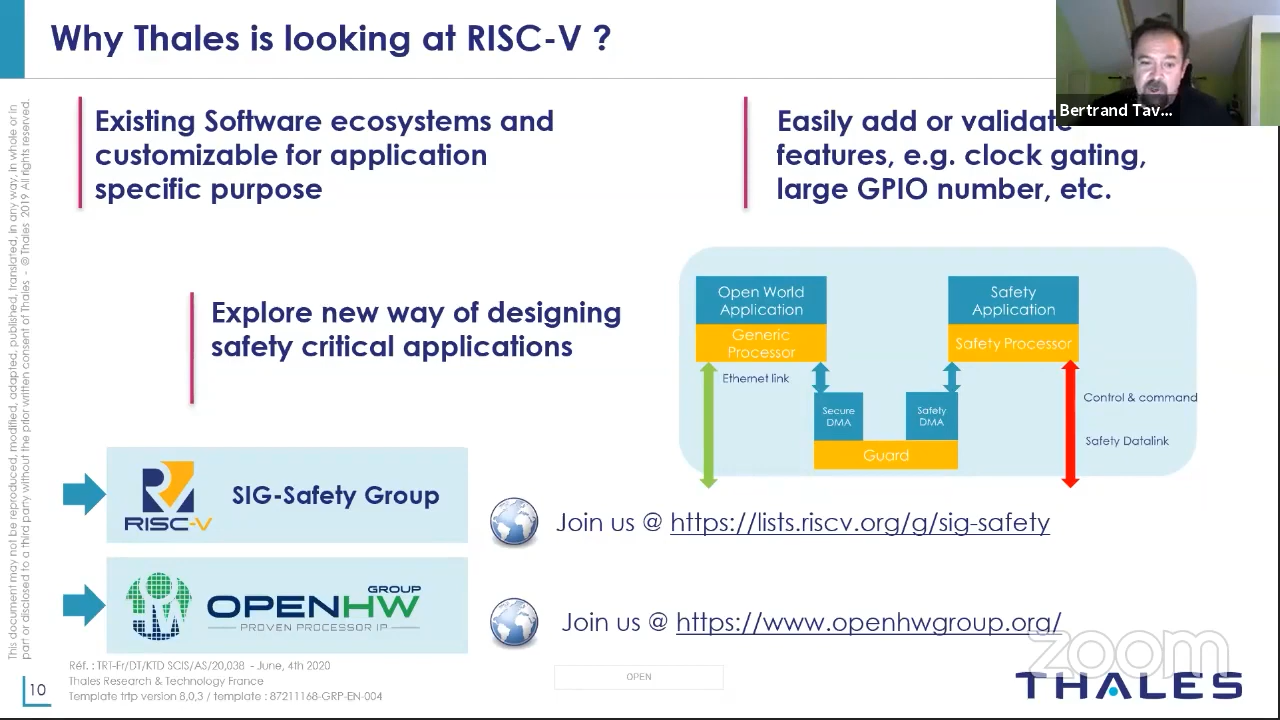 Why Thales is looking at RISC-V ?
Bertrand Tav...
Existing Software ecosystems and
customizable for application
specific purpose
Easily add or validate
features, e.g. clock gating,
large GPIO number, etc.
Explore new way of designing
safety critical applications
Open World
Application
Generic
Processor
Safety
Application
Safety Processor
Ethernet link
Secure
DMA
Safety
DMA
Guard
Control & command
Safety Datalink
RISC-V
SIG-Safety Group
Join us @ https://lists.riscv.org/g/sig-safety
OPENHW
GROUP
PROVEN PROCESSOR IP
Join us @ https://www.openhwgroup.org/
zoom
THALES
OPEN
10
Réf. : TRT-Fr/DT/KTD SCIS/AS/20,038 - June, 4th 2020
Thales Research & Technology France
Template trtp version 8,0,3 / template : 87211168-GRP-EN-004
This document may not be reproduced, modified, adapted, published, translated, in any way, in whole or in
part or disclosed to a third party without the prior written consent of Thales - © Thales 2019 All rights reserved.